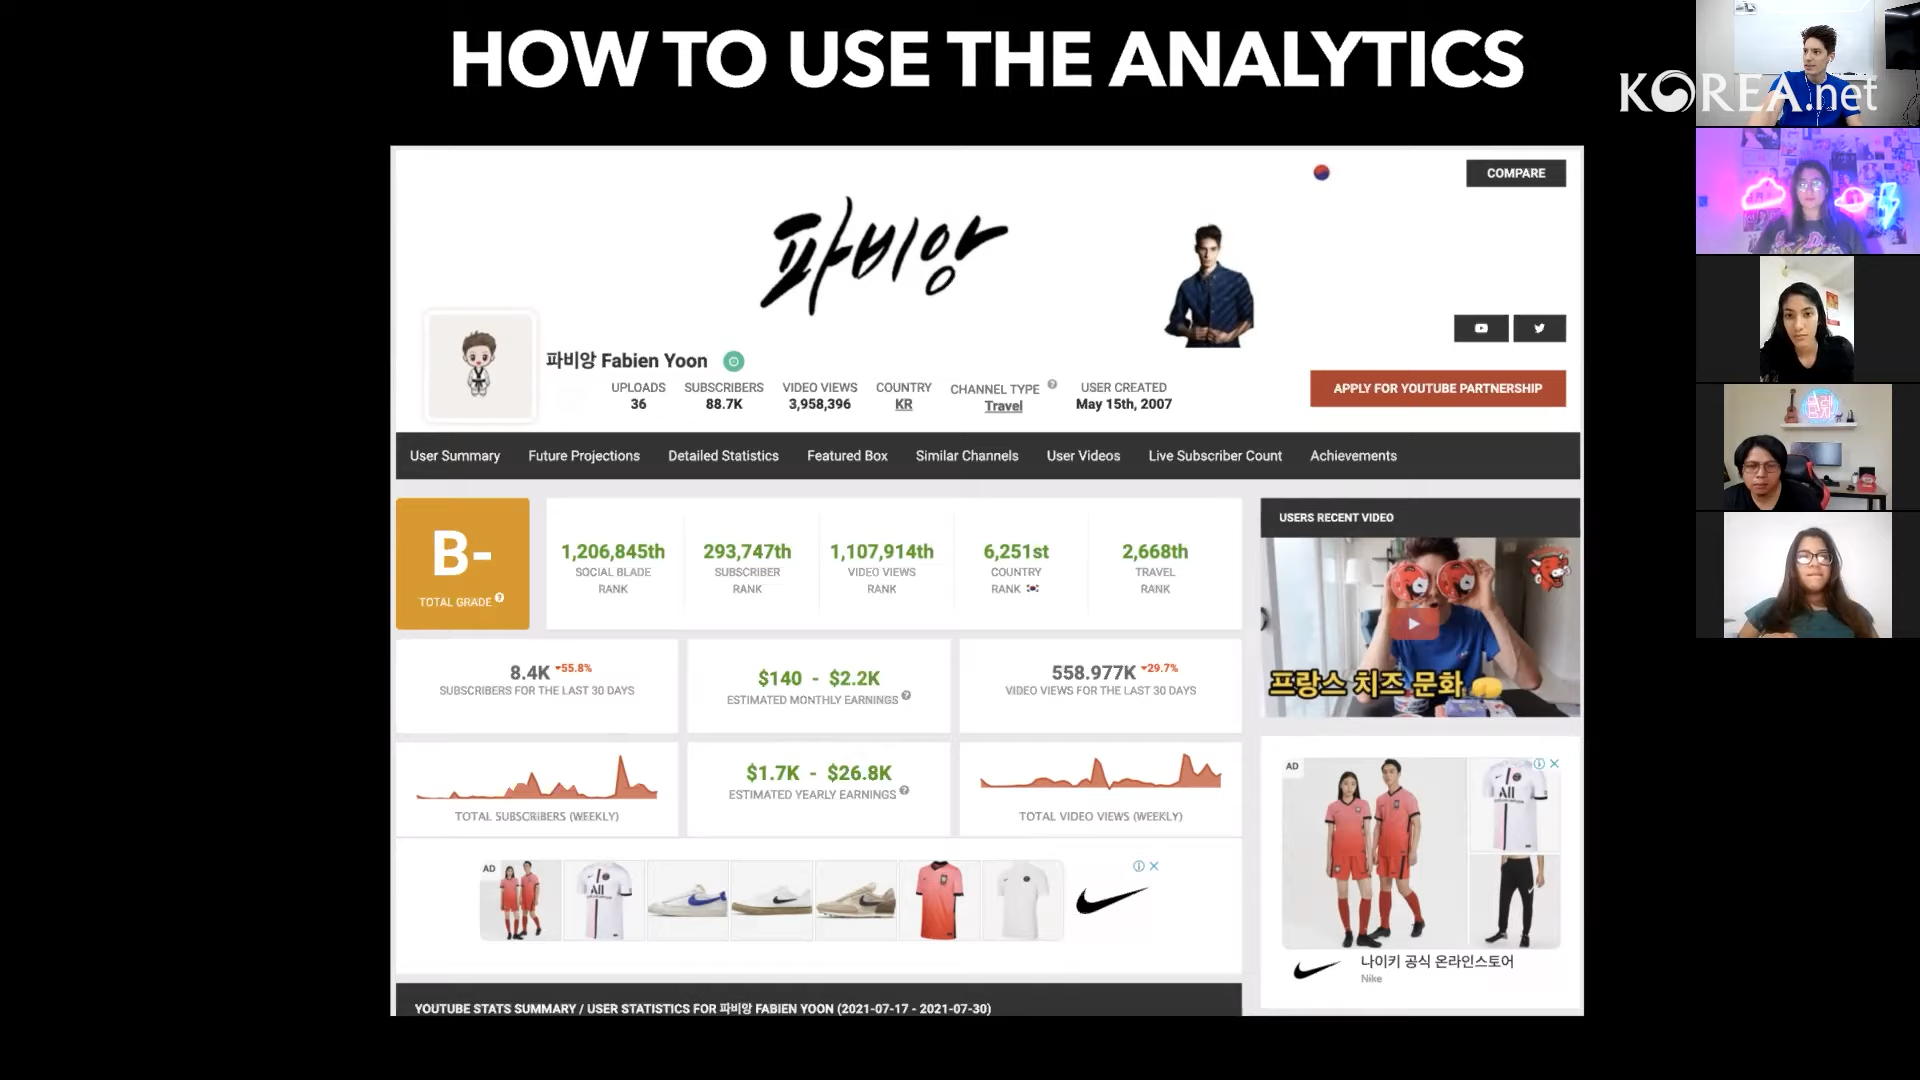 HOW TO USE THE ANALYTICS
KOREA.net
COMPARE
파비앙
파비앙 Fabien Yoon
UPLOADS
36
SUBSCRIBERS
88.7K
VIDEO VIEWS
3,958,396
COUNTRY
KR
CHANNEL TYPE
Travel
USER CREATED
May 15th, 2007
APPLY FOR YOUTUBE PARTNERSHIP
User Summary
Future Projections
Detailed Statistics
Featured Box
Similar Channels
User Videos
Live Subscriber Count
Achievements
B-
TOTAL GRADE
1,206,845th
SOCIAL BLADE
RANK
293,747th
SUBSCRIBER
RANK
1,107,914th
VIDEO VIEWS
RANK
6,251st
COUNTRY
RANK
2,668th
TRAVEL
RANK
USERS RECENT VIDEO
프랑스 치즈 문화
8.4K 55.8%
SUBSCRIBERS FOR THE LAST 30 DAYS
$140 - $2.2K
ESTIMATED MONTHLY EARNINGS
558.977K 29.7%
VIDEO VIEWS FOR THE LAST 30 DAYS
TOTAL SUBSCRIBERS (WEEKLY)
$1.7K - $26.8K
ESTIMATED YEARLY EARNINGS
TOTAL VIDEO VIEWS (WEEKLY)
AD
ALL
AD
ALL
나이키 공식 온라인스토어
Nike
YOUTUBE STATS SUMMARY / USER STATISTICS FOR 파비앙 FABIEN YOON (2021-07-17 - 2021-07-30)